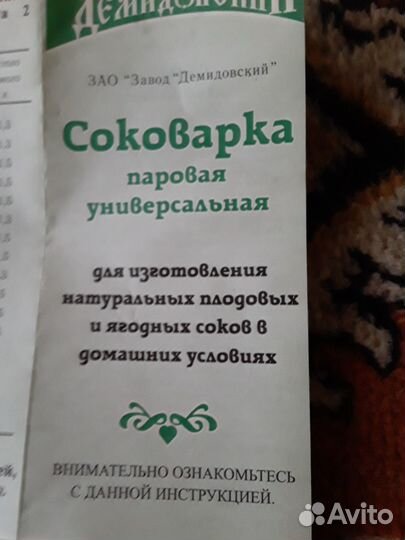 Демидовский
ЗАО "Завод "Демидовский"
Соковарка
паровая
универсальная
для изготовления
натуральных плодовых
и ягодных соков в
домашних условиях
ВНИМАТЕЛЬНО ОЗНАКОМЬТЕСЬ
С ДАННОЙ ИНСТРУКЦИЕЙ.
Avito